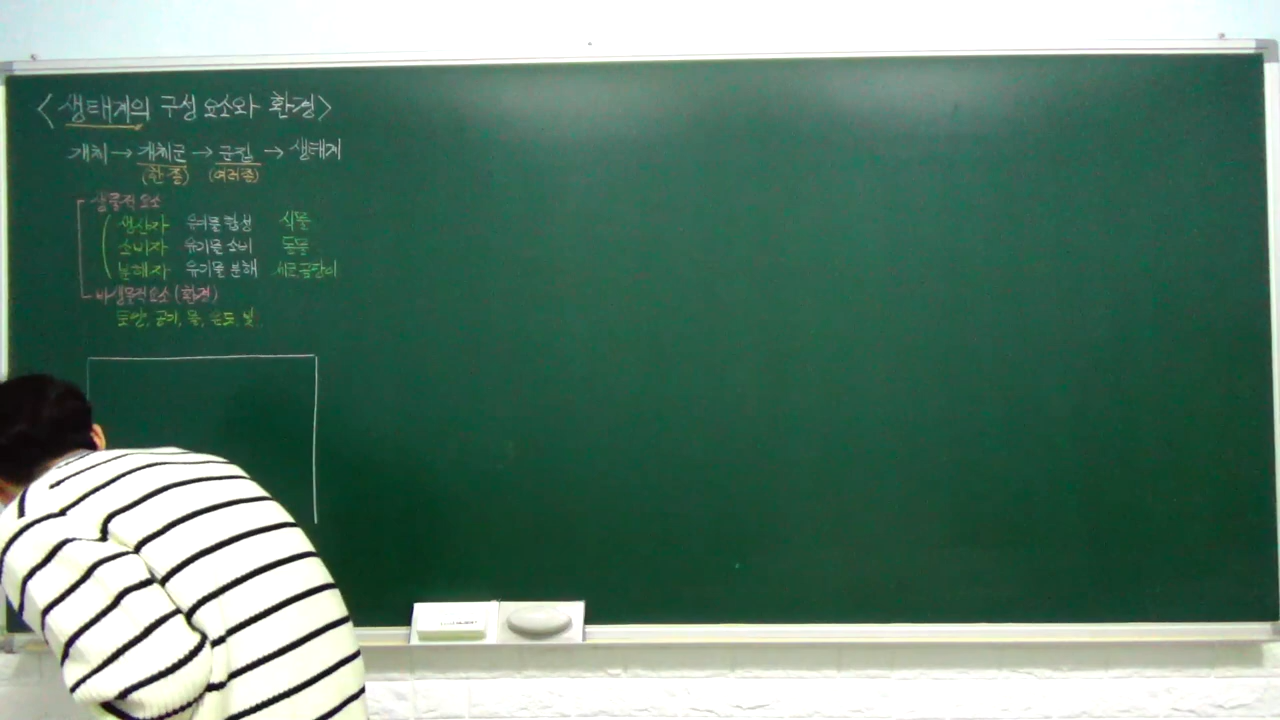 <생태계의 구성 요소와 환경>
개체 → 개체군 → 군집 → 생태계
(한 종) (여러 종)
생물적 요소
생산자 유기물 합성 식물
소비자 유기물 소비 동물
분해자 유기물 분해 세균, 곰팡이
비생물적 요소 (환경)
토양, 공기, 물, 온도, 빛